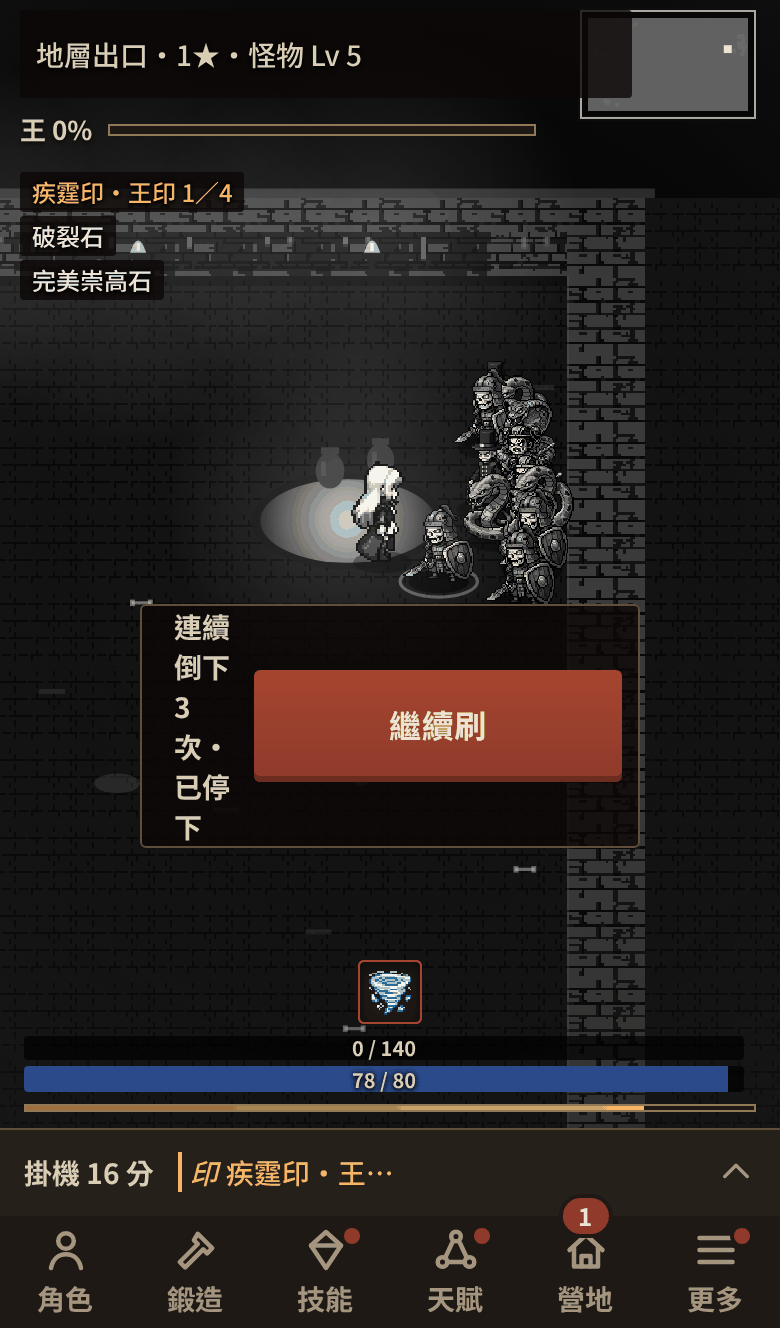 地層出口・1★・怪物 Lv 5
王 0%
疾霆印・王印 1／4
破裂石
完美崇高石
連續
倒下
3
次・
已停
下
繼續刷
0 / 140
78 / 80
掛機 16 分
印 疾霆印・王…
1
角色
鍛造
技能
天賦
營地
更多